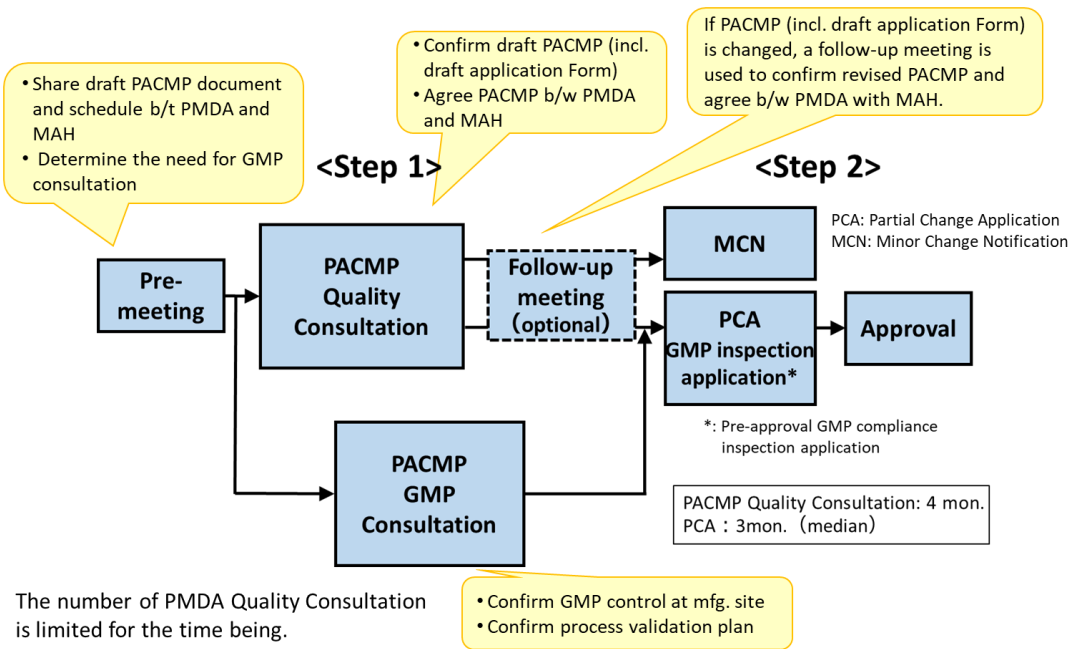 • Share draft PACMP document
and schedule b/t PMDA and
MAH
• Determine the need for GMP
consultation
• Confirm draft PACMP (incl.
draft application Form)
• Agree PACMP b/w PMDA
and MAH
If PACMP (incl. draft application Form)
is changed, a follow-up meeting is
used to confirm revised PACMP and
agree b/w PMDA with MAH.
<Step 1>
<Step 2>
Pre-
meeting
PACMP
Quality
Consultation
Follow-up
meeting
（optional）
MCN
PCA: Partial Change Application
MCN: Minor Change Notification
PCA
GMP inspection
application*
Approval
*: Pre-approval GMP compliance
inspection application
PACMP
GMP
Consultation
PACMP Quality Consultation: 4 mon.
PCA：3mon.（median）
• Confirm GMP control at mfg. site
• Confirm process validation plan
The number of PMDA Quality Consultation
is limited for the time being.